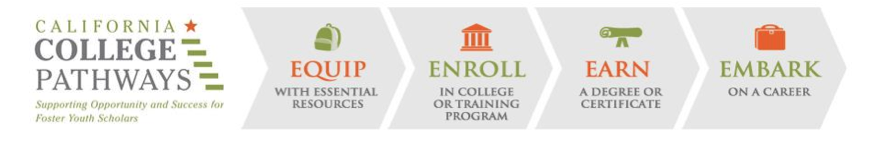 CALIFORNIA
COLLEGE
PATHWAYS
Supporting Opportunity and Success for
Foster Youth Scholars
EQUIP
WITH ESSENTIAL
RESOURCES
ENROLL
IN COLLEGE
OR TRAINING
PROGRAM
EARN
A DEGREE OR
CERTIFICATE
EMBARK
ON A CAREER